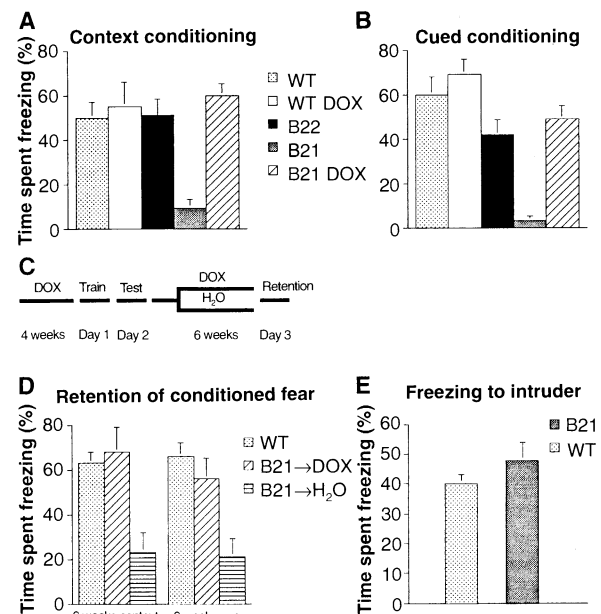 A
Context conditioning
Time spent freezing (%)
80
60
40
20
0
WT
WT DOX
B22
B21
B21 DOX
B
Cued conditioning
80
60
40
20
0
C
DOX Train Test DOX H2O Retention
4 weeks Day 1 Day 2 6 weeks Day 3
D
Retention of conditioned fear
Time spent freezing (%)
80
60
40
20
0
WT
B21→DOX
B21→H2O
E
Freezing to intruder
Time spent freezing (%)
60
50
40
30
20
10
0
B21
WT